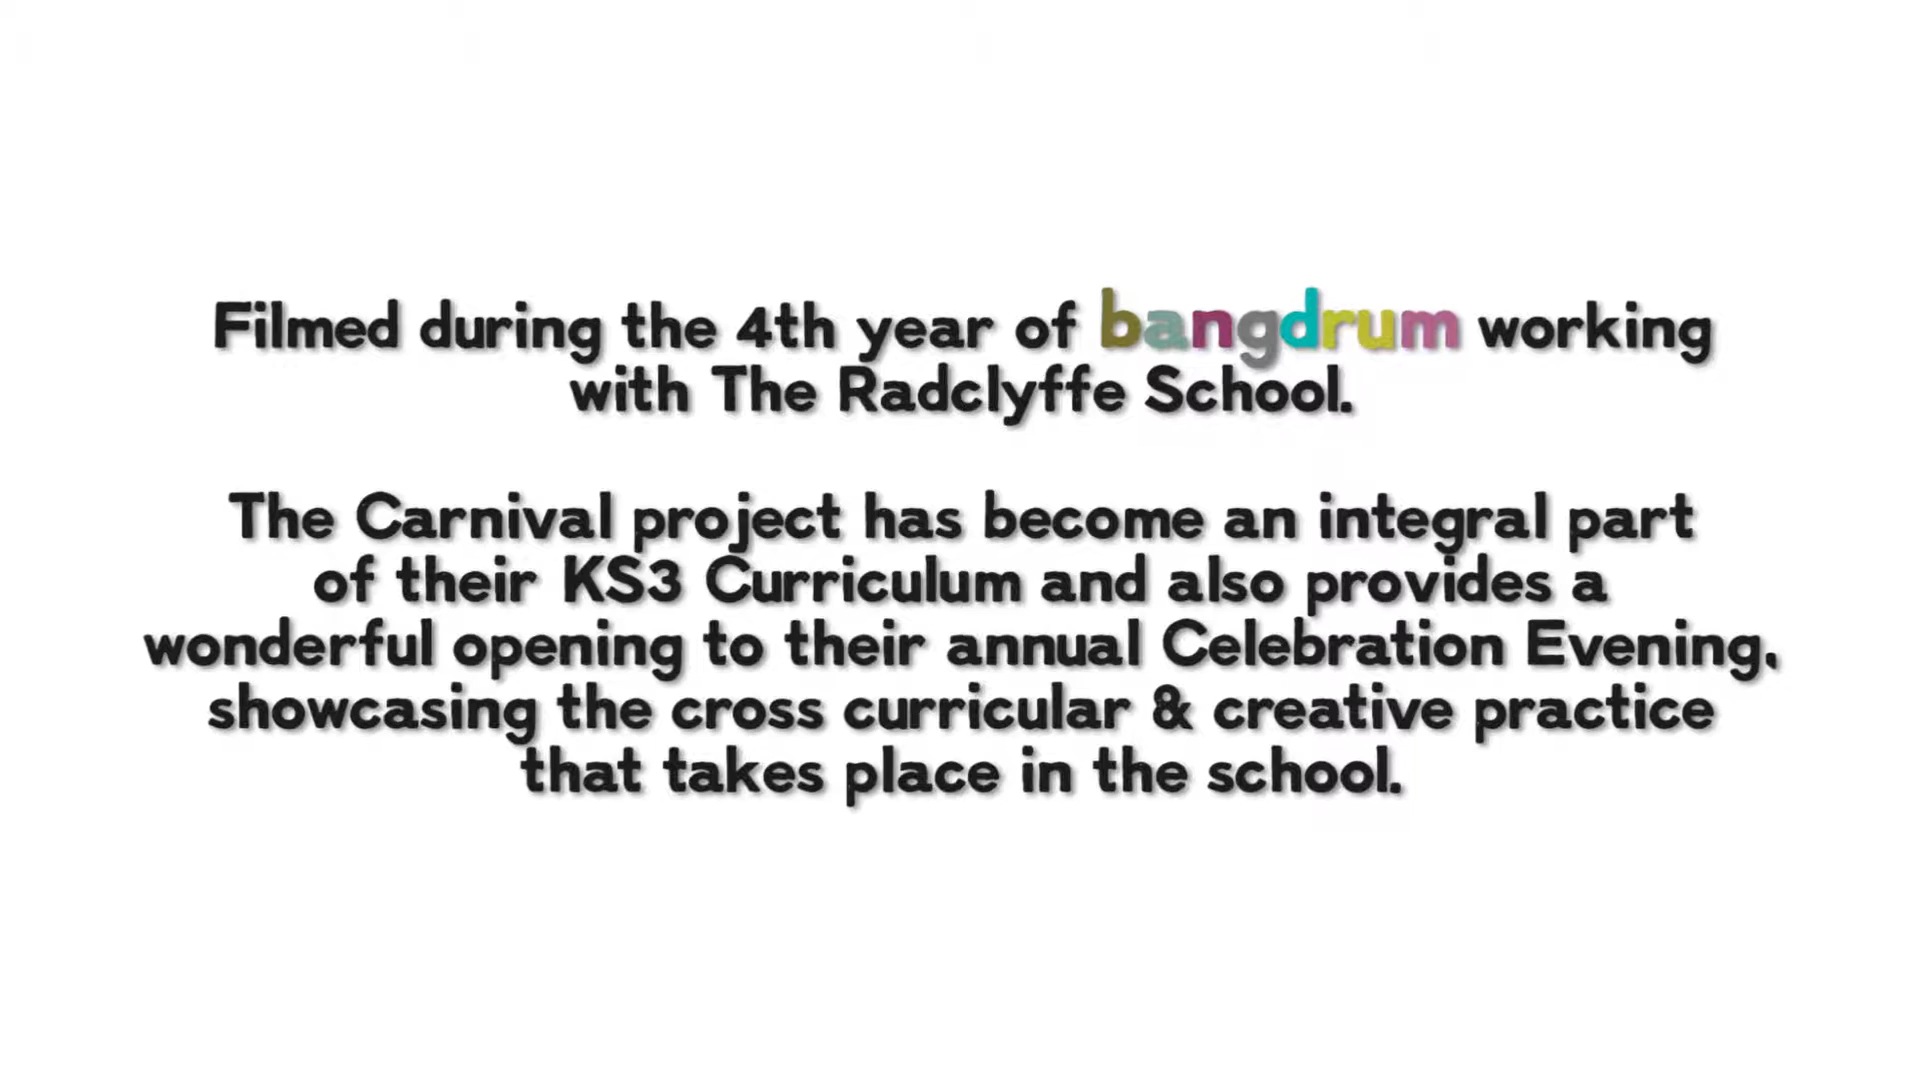 Filmed during the 4th year of bangdrum working
with The Radclyffe School.
The Carnival project has become an integral part
of their KS3 Curriculum and also provides a
wonderful opening to their annual Celebration Evening,
showcasing the cross curricular & creative practice
that takes place in the school.